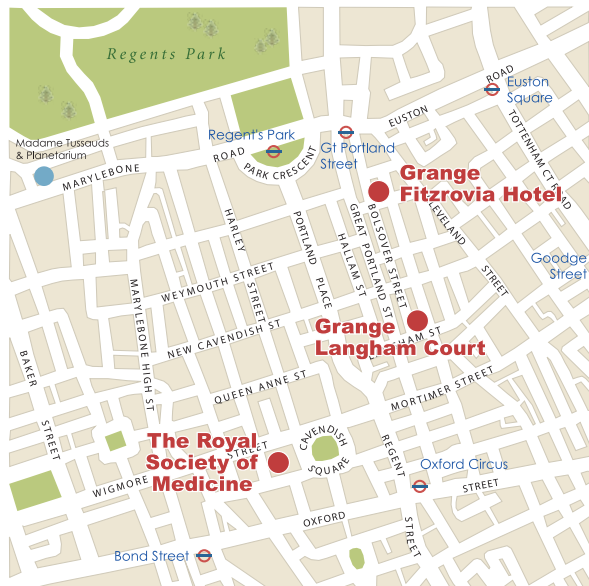 Regents Park
ROAD
Euston
Square
EUSTON
TOTTENHAM CT ROAD
Regent's Park
Gt Portland
Street
Madame Tussauds
& Planetarium
MARYLEBONE
ROAD
PARK CRESCENT
Grange
Fitzrovia Hotel
CLEVELAND
STREET
Goodge
Street
HARLEY
STREET
PORTLAND
PLACE
HALLAM ST
GREAT PORTLAND ST
BOLSOVER STREET
WEYMOUTH STREET
MARYLEBONE HIGH ST
NEW CAVENDISH ST
Grange
Langham Court
BAKER
STREET
QUEEN ANNE ST
MORTIMER STREET
The Royal
Society of
Medicine
WIGMORE
STREET
CAVENDISH
SQUARE
REGENT
STREET
Oxford Circus
OXFORD
STREET
Bond Street